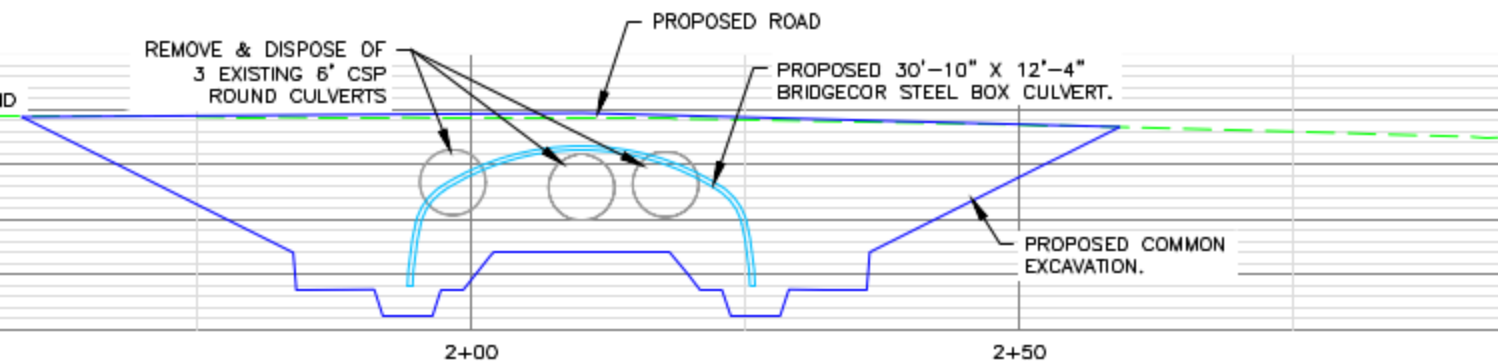 PROPOSED ROAD
REMOVE & DISPOSE OF
3 EXISTING 6' CSP
ROUND CULVERTS
PROPOSED 30'-10" X 12'-4"
BRIDGECOR STEEL BOX CULVERT.
PROPOSED COMMON
EXCAVATION.
2+00
2+50